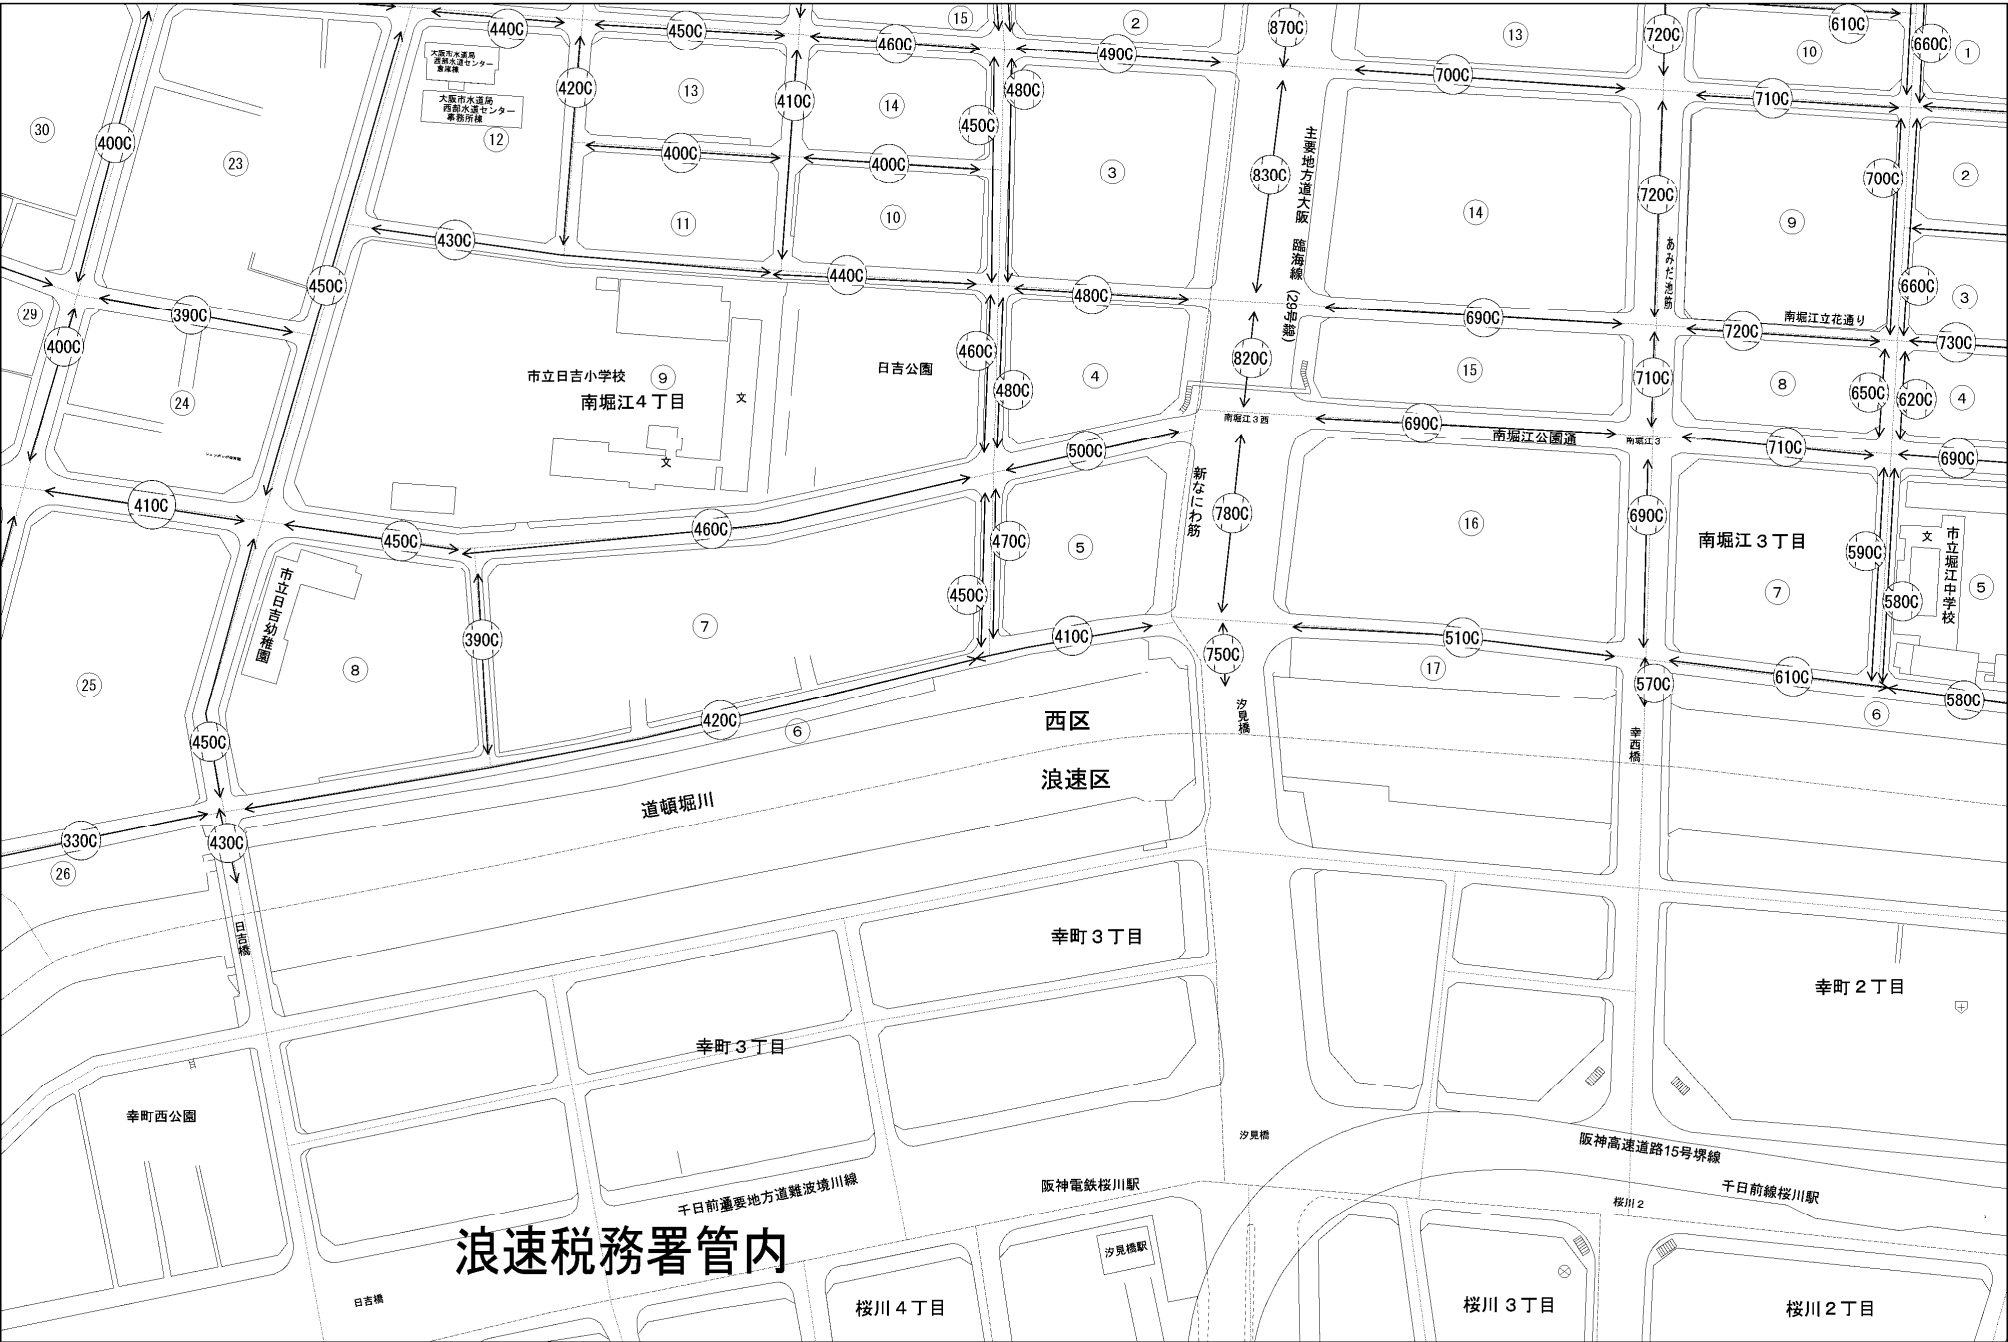 440C
450C
15
2
870C
13
720C
610C
660C
1
大阪市水道局
西部水道センター
倉庫棟
460C
490C
10
700C
710C
420C
13
410C
14
480C
大阪市水道局
西部水道センター
事務所棟
12
450C
30
400C
23
400C
400C
3
830C
主要地方道大阪 臨海線 (29号線)
720C
700C
2
11
10
14
9
430C
440C
480C
あみだ池筋
450C
660C
3
29
390C
690C
南堀江立花通り
720C
730C
400C
460C
820C
市立日吉小学校
9
日吉公園
4
15
710C
8
南堀江4丁目
文
480C
650C
620C
4
24
南堀江3西
690C
南堀江公園通
南堀江3
710C
690C
500C
文
410C
450C
460C
470C
5
新なにわ筋
780C
16
690C
南堀江3丁目
590C
文
市立堀江中学校
市立日吉幼稚園
390C
450C
7
580C
5
7
8
410C
750C
510C
17
570C
610C
580C
6
25
450C
420C
6
西区
汐見橋
幸西橋
浪速区
道頓堀川
330C
430C
26
日吉橋
幸町3丁目
幸町2丁目
幸町3丁目
幸町西公園
汐見橋
阪神高速道路15号堺線
阪神電鉄桜川駅
千日前線桜川駅
桜川2
浪速税務署管内
汐見橋駅
日吉橋
桜川4丁目
桜川3丁目
桜川2丁目